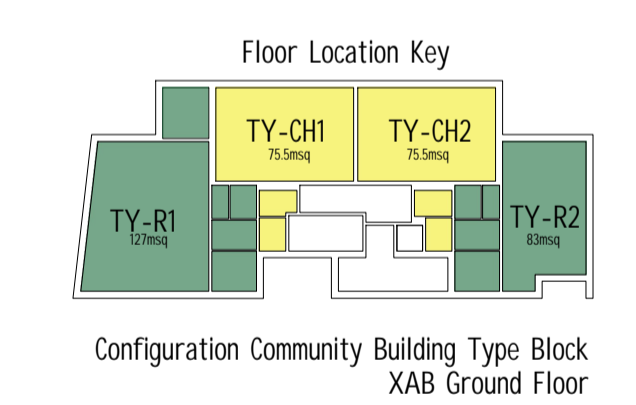 Floor Location Key
TY-CH1
75.5msq
TY-CH2
75.5msq
TY-R1
127msq
TY-R2
83msq
Configuration Community Building Type Block
XAB Ground Floor